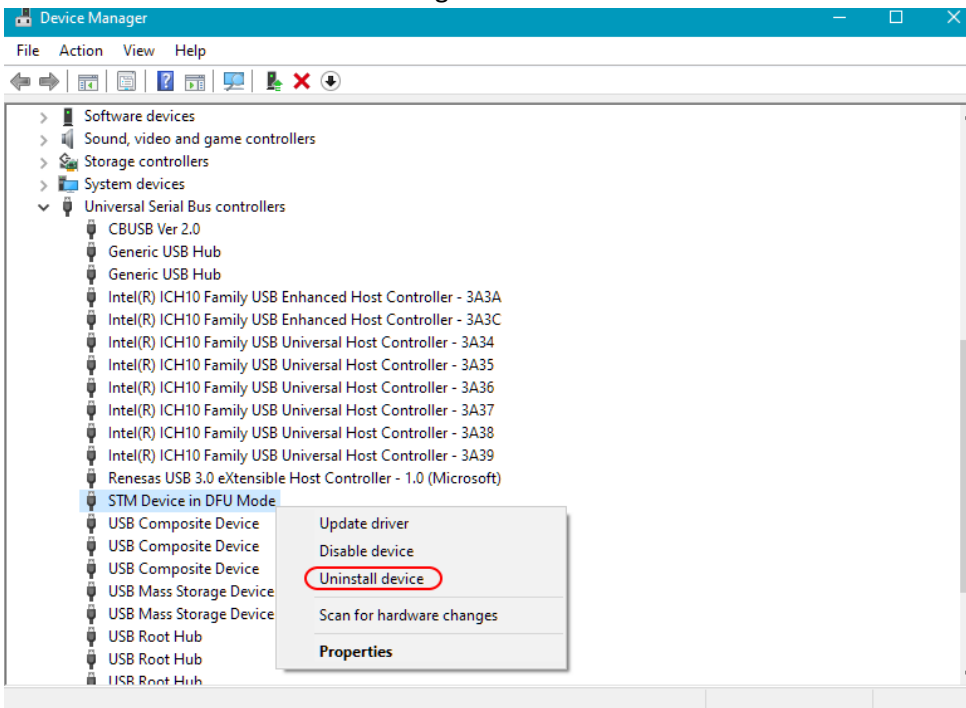 Device Manager
File Action View Help
Software devices
Sound, video and game controllers
Storage controllers
System devices
Universal Serial Bus controllers
CBUSB Ver 2.0
Generic USB Hub
Generic USB Hub
Intel(R) ICH10 Family USB Enhanced Host Controller - 3A3A
Intel(R) ICH10 Family USB Enhanced Host Controller - 3A3C
Intel(R) ICH10 Family USB Universal Host Controller - 3A34
Intel(R) ICH10 Family USB Universal Host Controller - 3A35
Intel(R) ICH10 Family USB Universal Host Controller - 3A36
Intel(R) ICH10 Family USB Universal Host Controller - 3A37
Intel(R) ICH10 Family USB Universal Host Controller - 3A38
Intel(R) ICH10 Family USB Universal Host Controller - 3A39
Renesas USB 3.0 eXtensible Host Controller - 1.0 (Microsoft)
STM Device in DFU Mode
USB Composite Device
USB Composite Device
USB Composite Device
USB Mass Storage Device
USB Mass Storage Device
USB Root Hub
USB Root Hub
USB Root Hub
Update driver
Disable device
Uninstall device
Scan for hardware changes
Properties